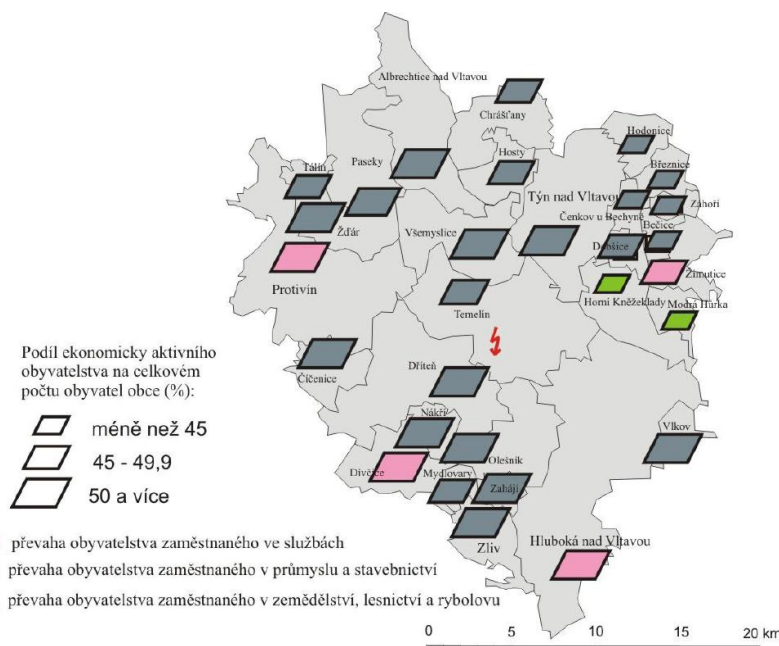 Albrechtice nad Vltavou
Chrášťany
Hodonice
Hosty
Březnice
Paseky
Tálín
Týn nad Vltavou
Záhoří
Čenkov u Bechyně
Žďár
Všemyslice
Bečice
Dobšice
Žimutice
Protivín
Temelín
Horní Kněžeklady
Modrá Hůrka
Podíl ekonomicky aktivního
obyvatelstva na celkovém
počtu obyvatel obce (%):
Číčenice
Dříteň
méně než 45
Nákří
Vlkov
45 - 49,9
Olešník
Dívčice
Mydlovary
Zahájí
50 a více
Zliv
Hluboká nad Vltavou
převaha obyvatelstva zaměstnaného ve službách
převaha obyvatelstva zaměstnaného v průmyslu a stavebnictví
převaha obyvatelstva zaměstnaného v zemědělství, lesnictví a rybolovu
0 5 10 15 20 km